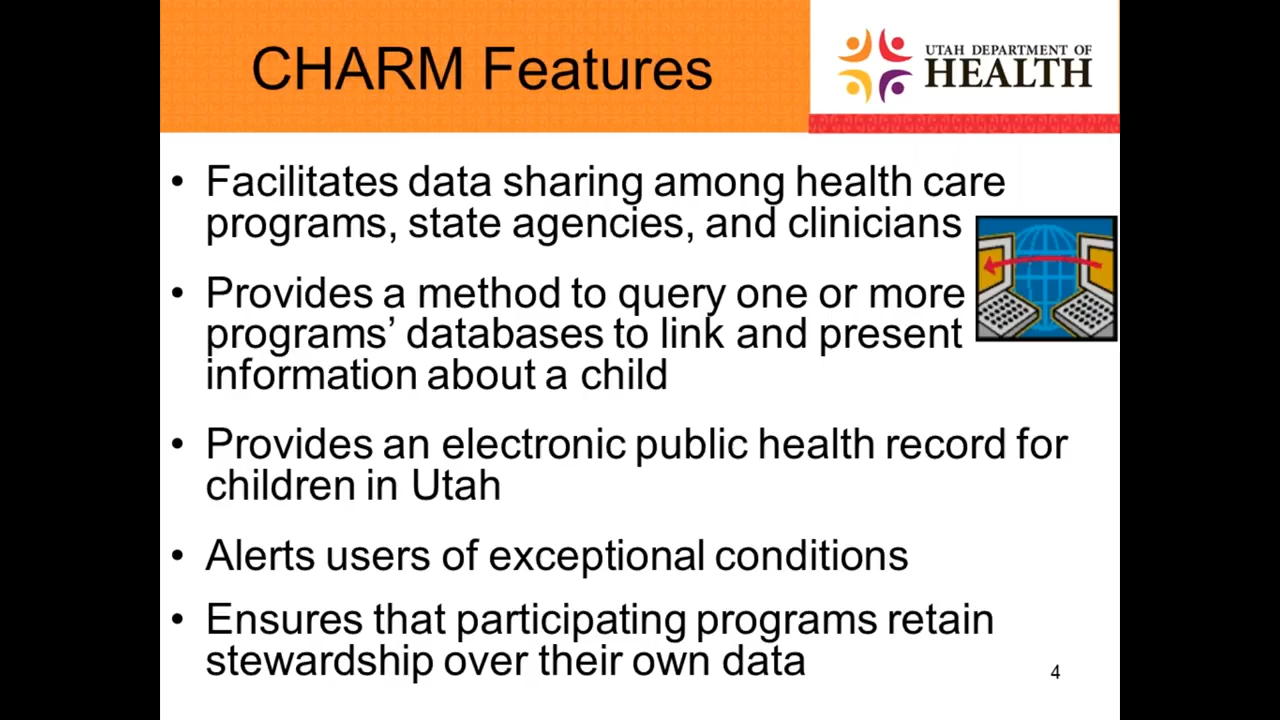 CHARM Features
UTAH DEPARTMENT OF
HEALTH
• Facilitates data sharing among health care
programs, state agencies, and clinicians
• Provides a method to query one or more
programs’ databases to link and present
information about a child
• Provides an electronic public health record for
children in Utah
• Alerts users of exceptional conditions
• Ensures that participating programs retain
stewardship over their own data
4